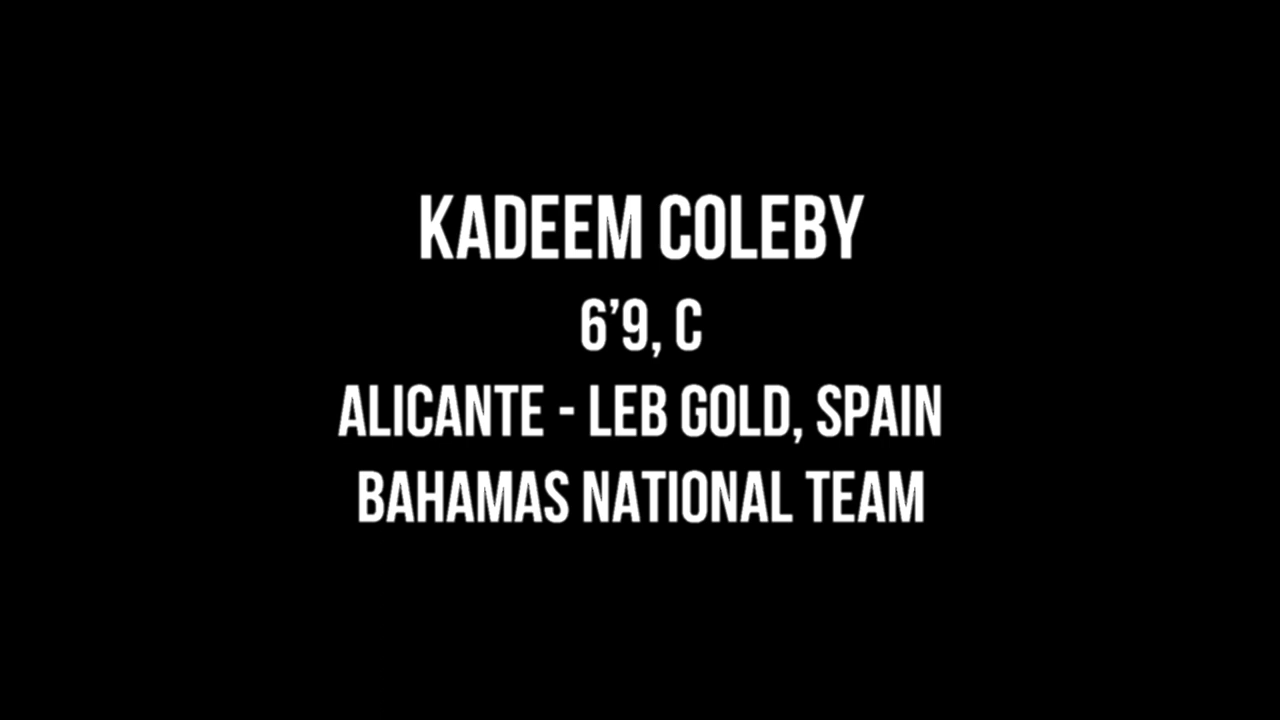 KADEEM COLEBY
6’9, C
ALICANTE - LEB GOLD, SPAIN
BAHAMAS NATIONAL TEAM